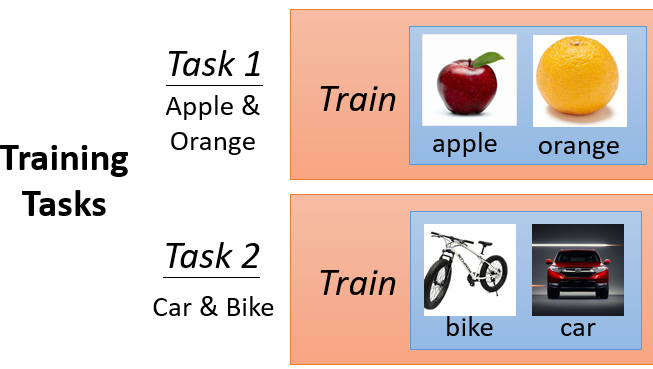 Training
Tasks
Task 1
Apple &
Orange
Train
apple
orange
Task 2
Car & Bike
Train
bike
car